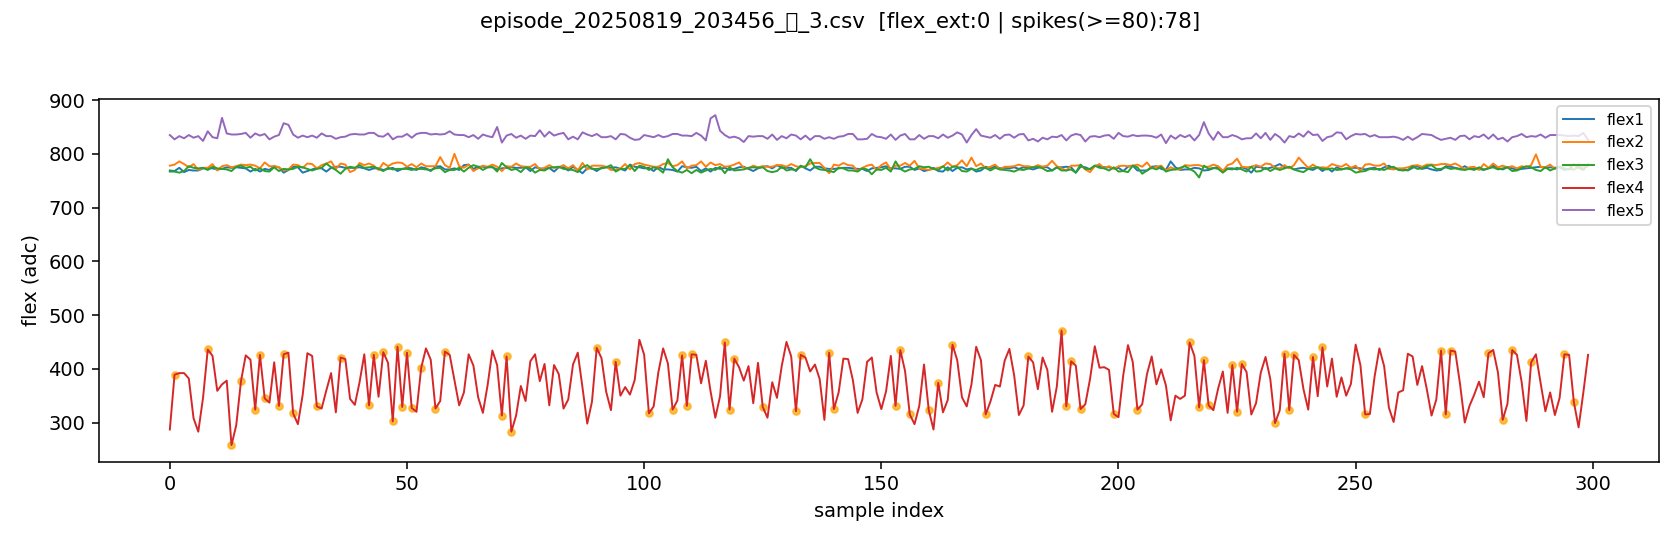 episode_20250819_203456_▯_3.csv [flex_ext:0 | spikes(>=80):78]
900
800
700
600
500
400
300
flex (adc)
flex1
flex2
flex3
flex4
flex5
0
50
100
150
200
250
300
sample index